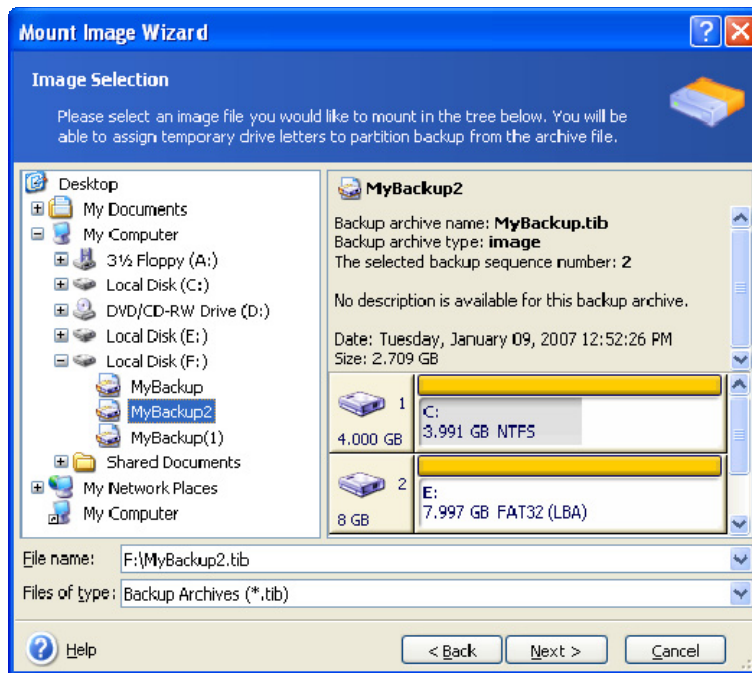 Mount Image Wizard
Image Selection
Please select an image file you would like to mount in the tree below. You will be
able to assign temporary drive letters to partition backup from the archive file.
Desktop
My Documents
My Computer
3½ Floppy (A:)
Local Disk (C:)
DVD/CD-RW Drive (D:)
Local Disk (E:)
Local Disk (F:)
MyBackup
MyBackup2
MyBackup(1)
Shared Documents
My Network Places
My Computer
MyBackup2
Backup archive name: MyBackup.tib
Backup archive type: image
The selected backup sequence number: 2
No description is available for this backup archive.
Date: Tuesday, January 09, 2007 12:52:26 PM
Size: 2.709 GB
1
4.000 GB
C:
3.991 GB NTFS
2
8 GB
E:
7.997 GB FAT32 (LBA)
File name: F:\MyBackup2.tib
Files of type: Backup Archives (*.tib)
Help
< Back
Next >
Cancel